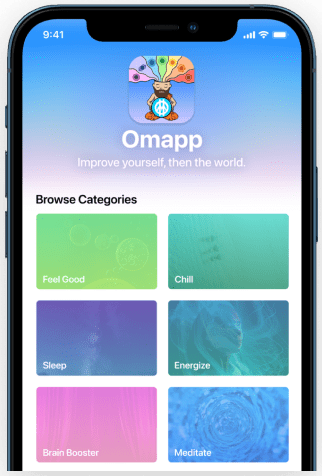 9:41
Omapp
Improve yourself, then the world.
Browse Categories
Feel Good
Chill
Sleep
Energize
Brain Booster
Meditate